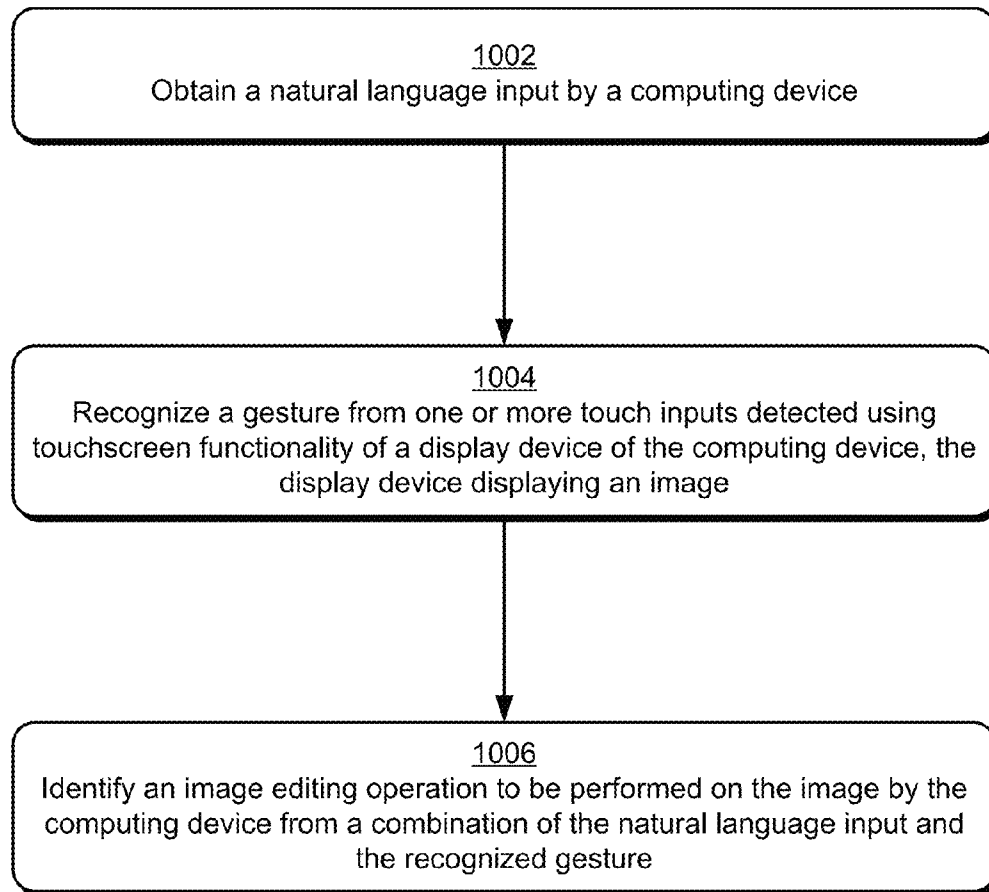 1002
Obtain a natural language input by a computing device
1004
Recognize a gesture from one or more touch inputs detected using
touchscreen functionality of a display device of the computing device, the
display device displaying an image
1006
Identify an image editing operation to be performed on the image by the
computing device from a combination of the natural language input and
the recognized gesture